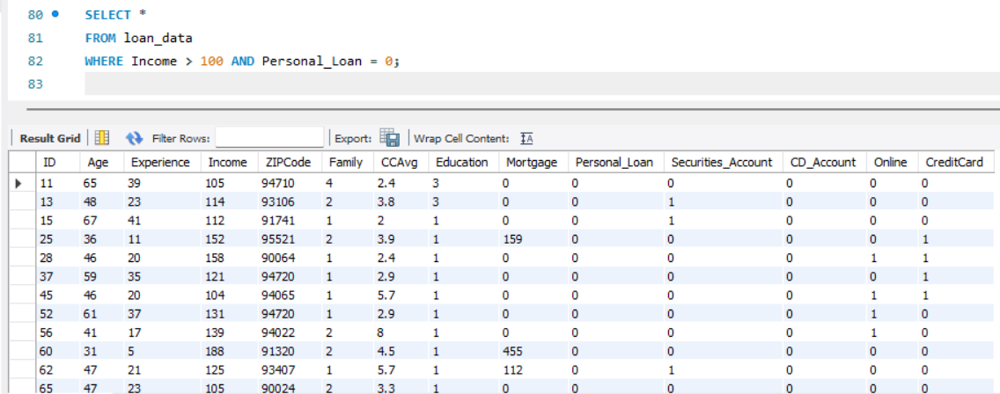 80 SELECT *
81 FROM loan_data
82 WHERE Income > 100 AND Personal_Loan = 0;
83
Result Grid Filter Rows: Export: Wrap Cell Content:
ID Age Experience Income ZIPCode Family CCAvg Education Mortgage Personal_Loan Securities_Account CD_Account Online CreditCard
11 65 39 105 94710 4 2.4 3 0 0 0 0 0 0
13 48 23 114 93106 2 3.8 3 0 0 1 0 0 0
15 67 41 112 91741 1 2 1 0 0 1 0 0 0
25 36 11 152 95521 2 3.9 1 159 0 0 0 0 1
28 46 20 158 90064 1 2.4 1 0 0 0 0 1 1
37 59 35 121 94720 1 2.9 1 0 0 0 0 0 1
45 46 20 104 94065 1 5.7 1 0 0 0 0 1 1
52 61 37 131 94720 1 2.9 1 0 0 0 0 1 0
56 41 17 139 94022 2 8 1 0 0 0 0 1 0
60 31 5 188 91320 2 4.5 1 455 0 0 0 0 0
62 47 21 125 93407 1 5.7 1 112 0 1 0 0 0
65 47 23 105 90024 2 3.3 1 0 0 0 0 0 0